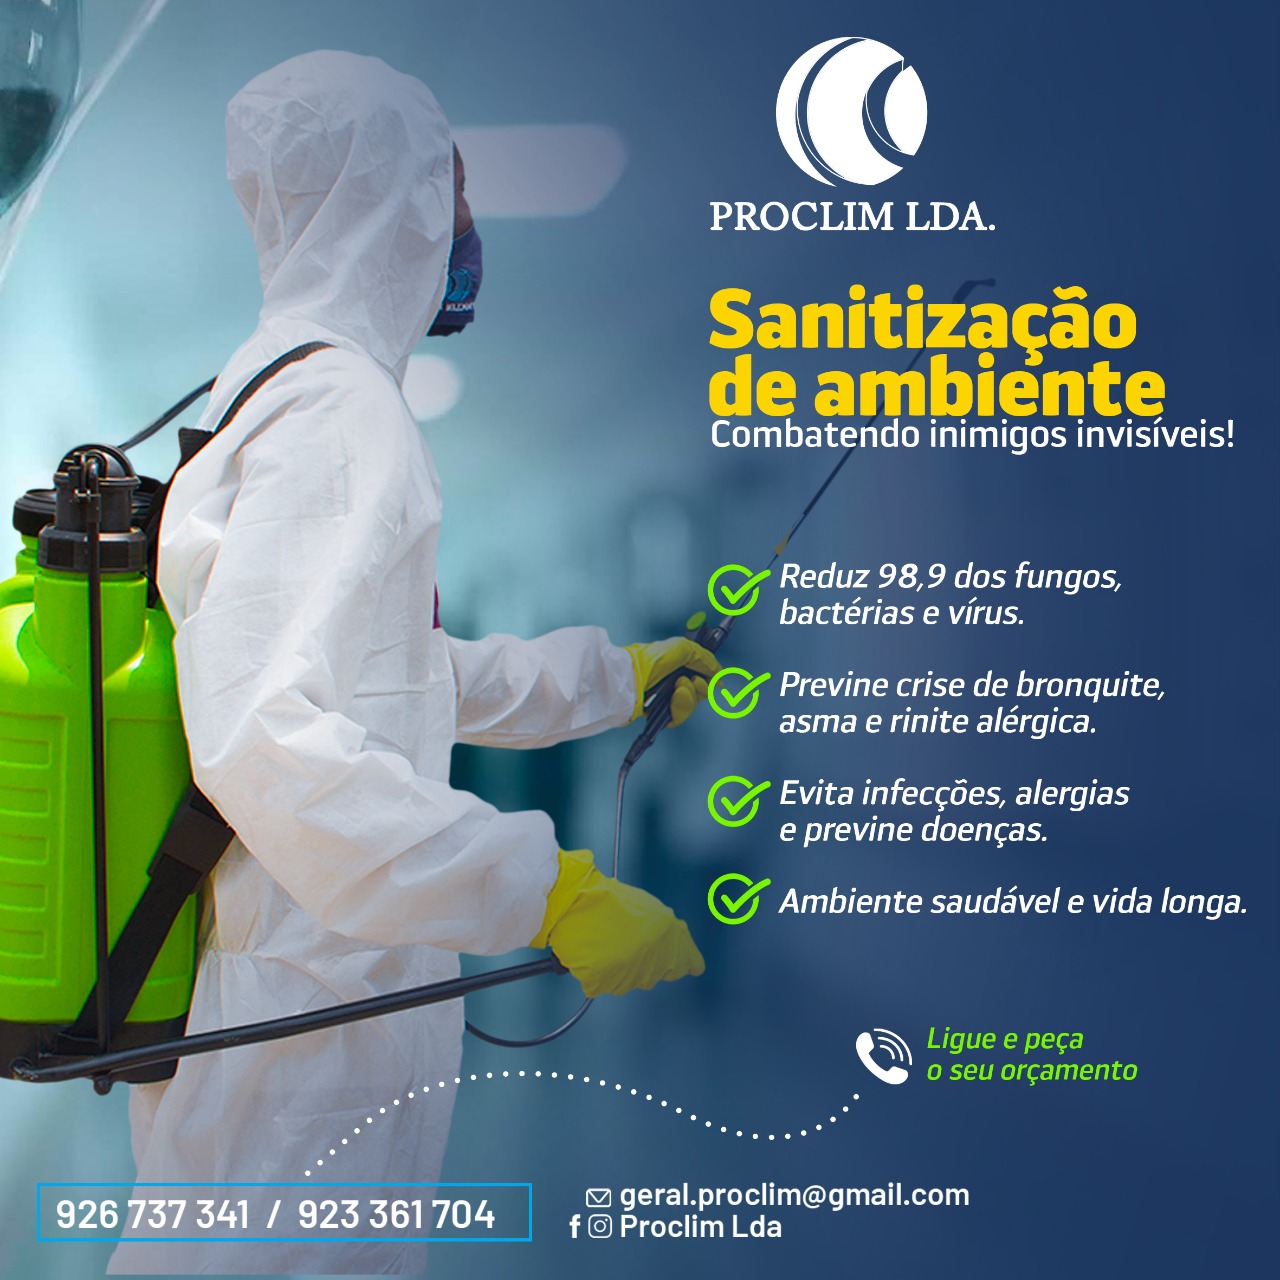 PROCLIM LDA.
Sanitização
de ambiente
Combatendo inimigos invisíveis!
Reduz 98,9 dos fungos,
bactérias e vírus.
Previne crise de bronquite,
asma e rinite alérgica.
Evita infecções, alergias
e previne doenças.
Ambiente saudável e vida longa.
Ligue e peça
o seu orçamento
926 737 341 / 923 361 704
geral.proclim@gmail.com
Proclim Lda